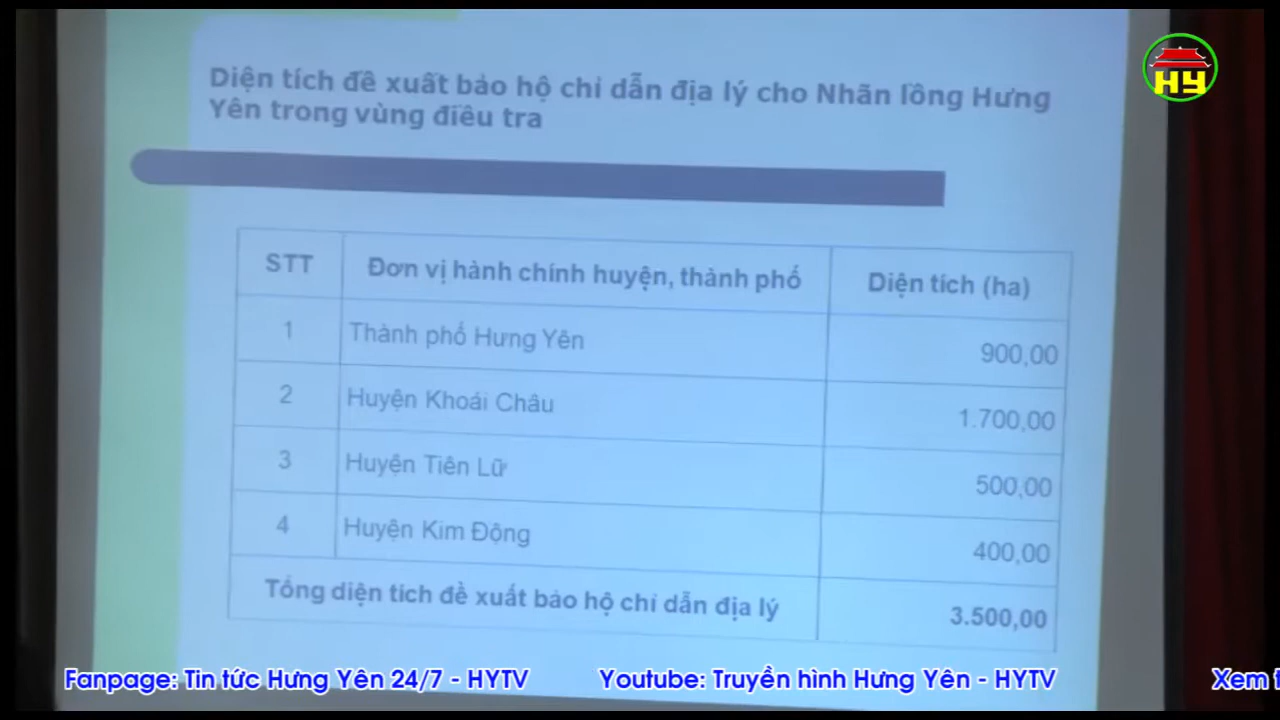 HY
Diện tích đề xuất bảo hộ chỉ dẫn địa lý cho Nhãn lồng Hưng
Yên trong vùng điều tra
STT Đơn vị hành chính huyện, thành phố Diện tích (ha)
1 Thành phố Hưng Yên 900,00
2 Huyện Khoái Châu 1.700,00
3 Huyện Tiên Lữ 500,00
4 Huyện Kim Động 400,00
Tổng diện tích đề xuất bảo hộ chỉ dẫn địa lý 3.500,00
Fanpage: Tin tức Hưng Yên 24/7 - HYTV Youtube: Truyền hình Hưng Yên - HYTV Xem